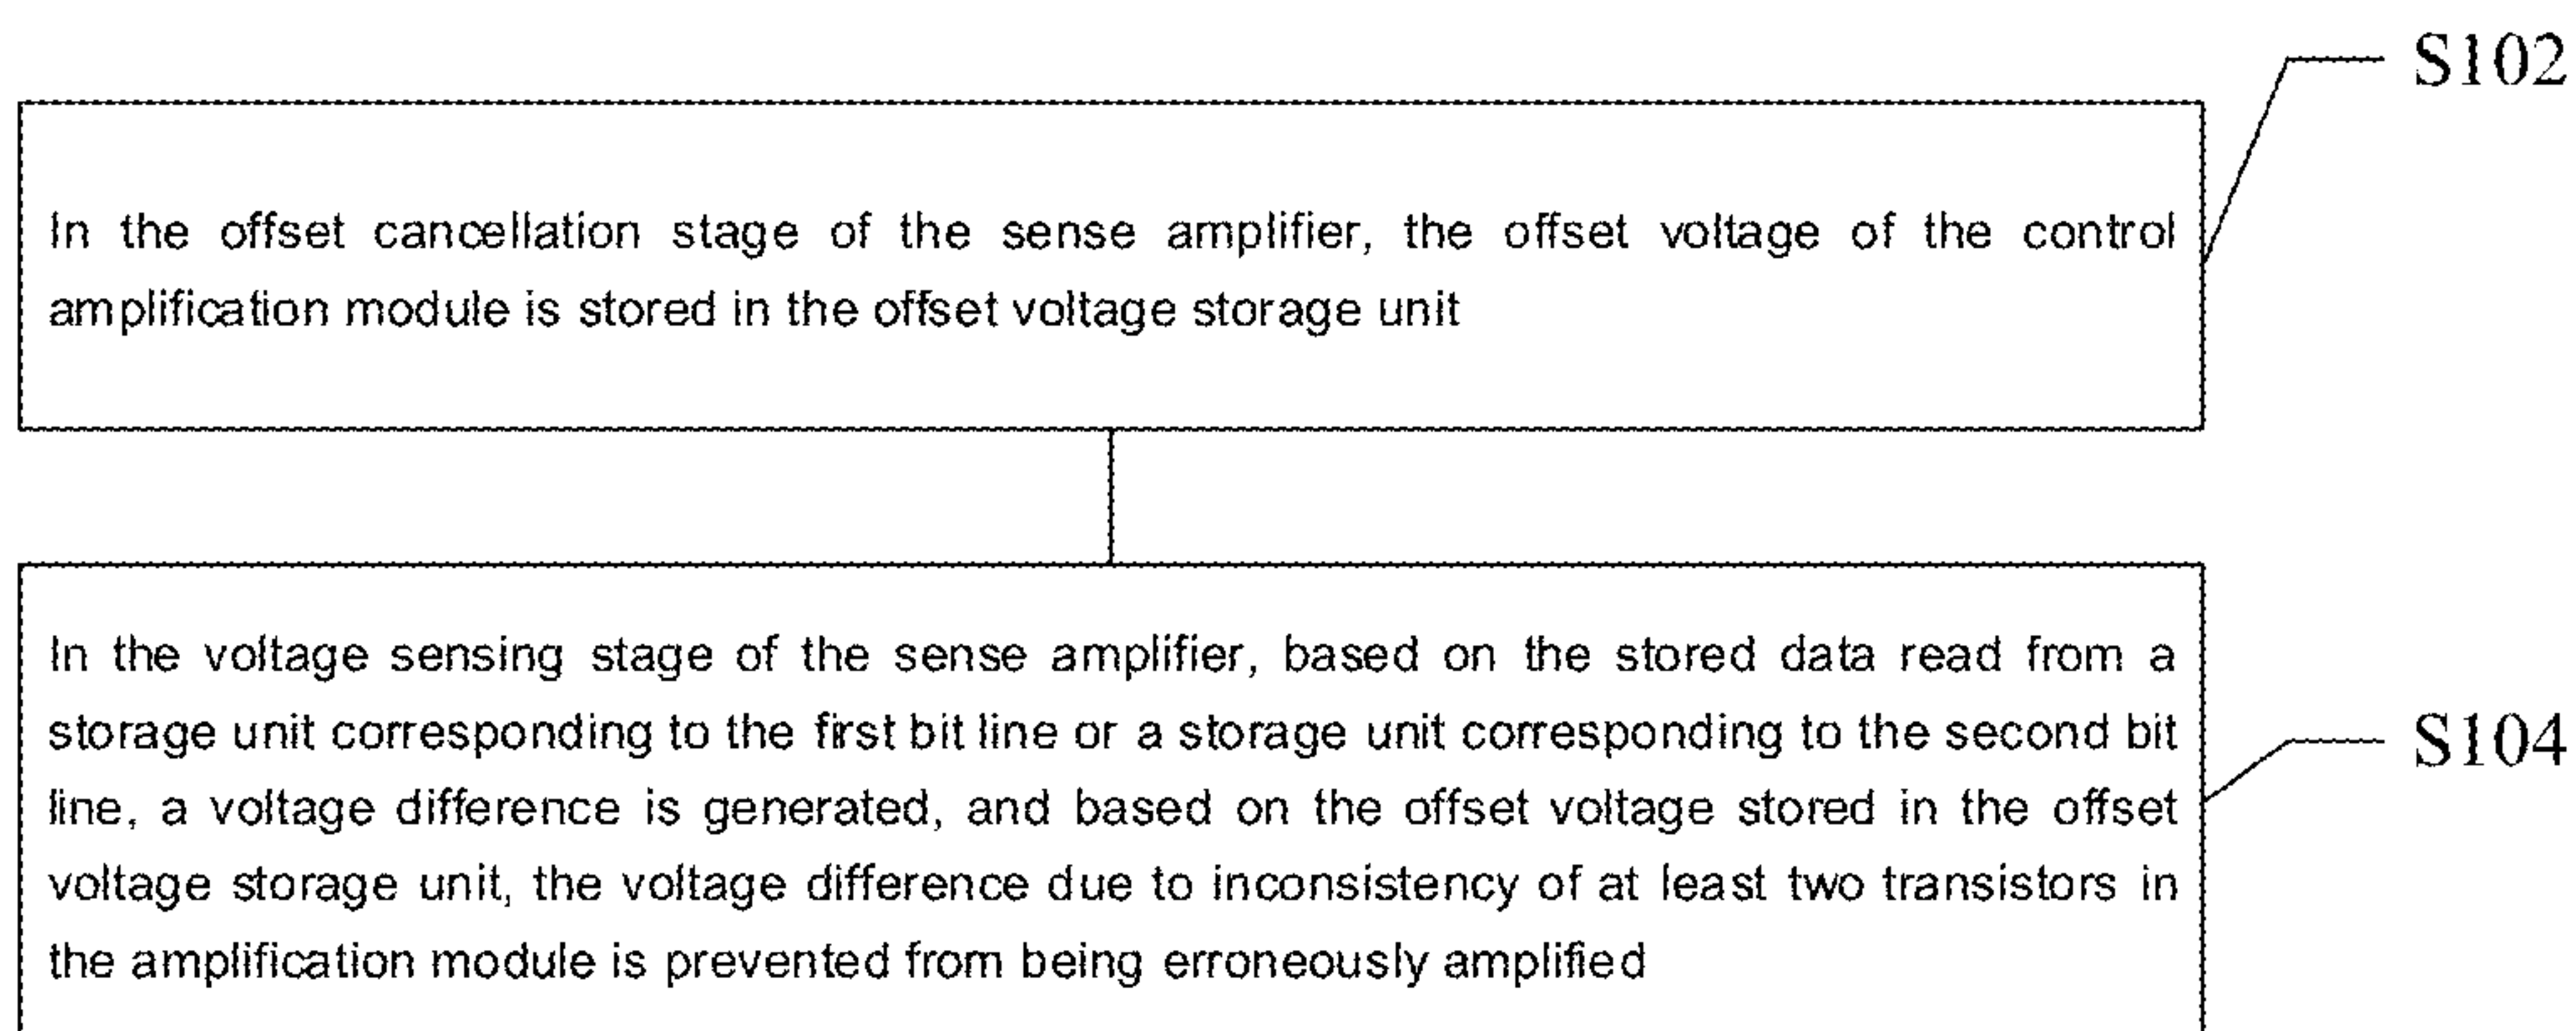 S102
In the offset cancellation stage of the sense amplifier, the offset voltage of the control
amplification module is stored in the offset voltage storage unit
In the voltage sensing stage of the sense amplifier, based on the stored data read from a
storage unit corresponding to the first bit line or a storage unit corresponding to the second bit
line, a voltage difference is generated, and based on the offset voltage stored in the offset
voltage storage unit, the voltage difference due to inconsistency of at least two transistors in
the amplification module is prevented from being erroneously amplified
S104